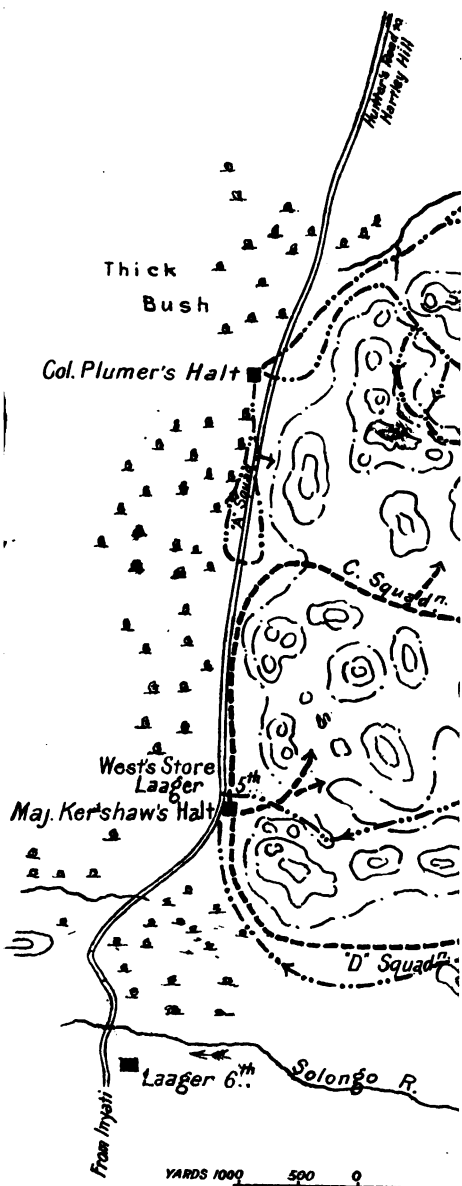 Hunter's Road to
Hartley Hill
Thick
Bush
Col. Plumer's Halt
"A" Squadn.
C. Squadn.
West's Store
Laager
5th
Maj. Kershaw's Halt
"D" Squadn.
Solongo R.
Laager 6th
From Inyati
YARDS 1000 500 0